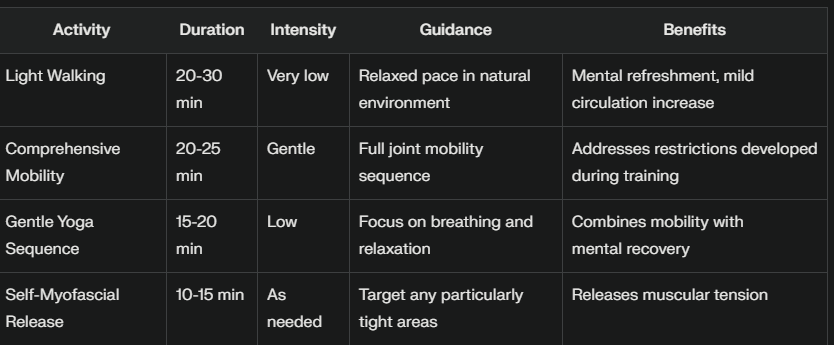 Activity Duration Intensity Guidance Benefits
Light Walking 20-30 Very low Relaxed pace in natural Mental refreshment, mild
min environment circulation increase
Comprehensive 20-25 Gentle Full joint mobility Addresses restrictions developed
Mobility min sequence during training
Gentle Yoga 15-20 Low Focus on breathing and Combines mobility with
Sequence min relaxation mental recovery
Self-Myofascial 10-15 min As Target any particularly Releases muscular tension
Release needed tight areas